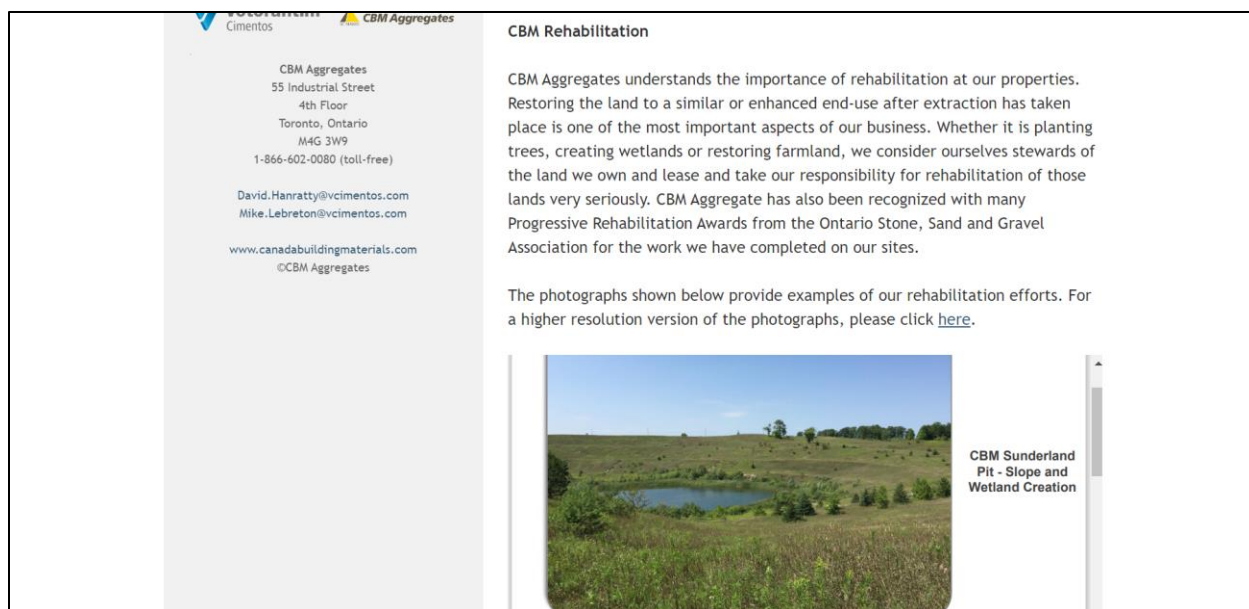 Cimentos
CBM Aggregates
CBM Aggregates
55 Industrial Street
4th Floor
Toronto, Ontario
M4G 3W9
1-866-602-0080 (toll-free)
David.Hanratty@vcimentos.com
Mike.Lebreton@vcimentos.com
www.canadabuildingmaterials.com
©CBM Aggregates
CBM Rehabilitation
CBM Aggregates understands the importance of rehabilitation at our properties.
Restoring the land to a similar or enhanced end-use after extraction has taken
place is one of the most important aspects of our business. Whether it is planting
trees, creating wetlands or restoring farmland, we consider ourselves stewards of
the land we own and lease and take our responsibility for rehabilitation of those
lands very seriously. CBM Aggregate has also been recognized with many
Progressive Rehabilitation Awards from the Ontario Stone, Sand and Gravel
Association for the work we have completed on our sites.
The photographs shown below provide examples of our rehabilitation efforts. For
a higher resolution version of the photographs, please click here.
CBM Sunderland
Pit - Slope and
Wetland Creation